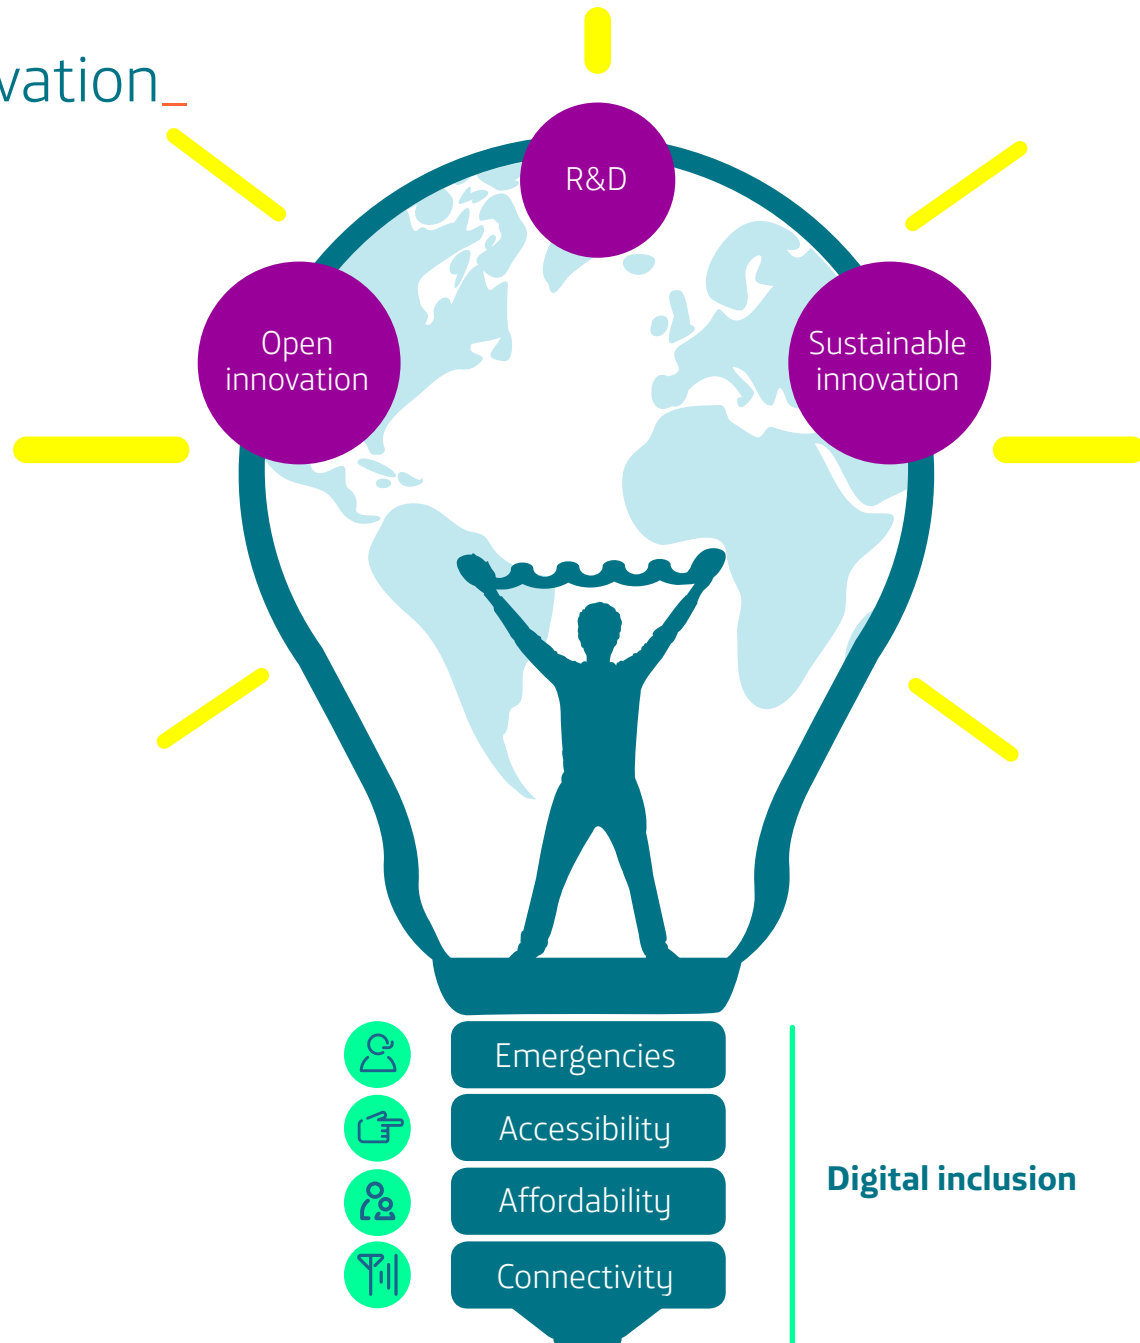 vation_
R&D
Open
innovation
Sustainable
innovation
Emergencies
Accessibility
Affordability
Connectivity
Digital inclusion